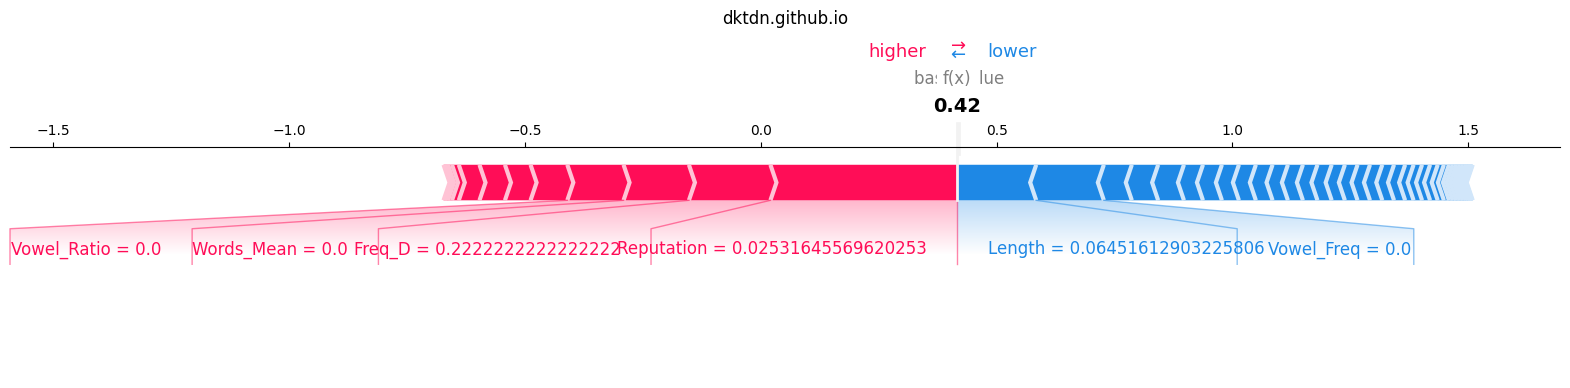 dktdn.github.io
higher ⇄ lower
f(x)
0.42
−1.5 −1.0 −0.5 0.0 0.5 1.0 1.5
Vowel_Ratio = 0.0 Words_Mean = 0.0 Freq_D = 0.2222222222222222 Reputation = 0.02531645569620253 Length = 0.06451612903225806 Vowel_Freq = 0.0